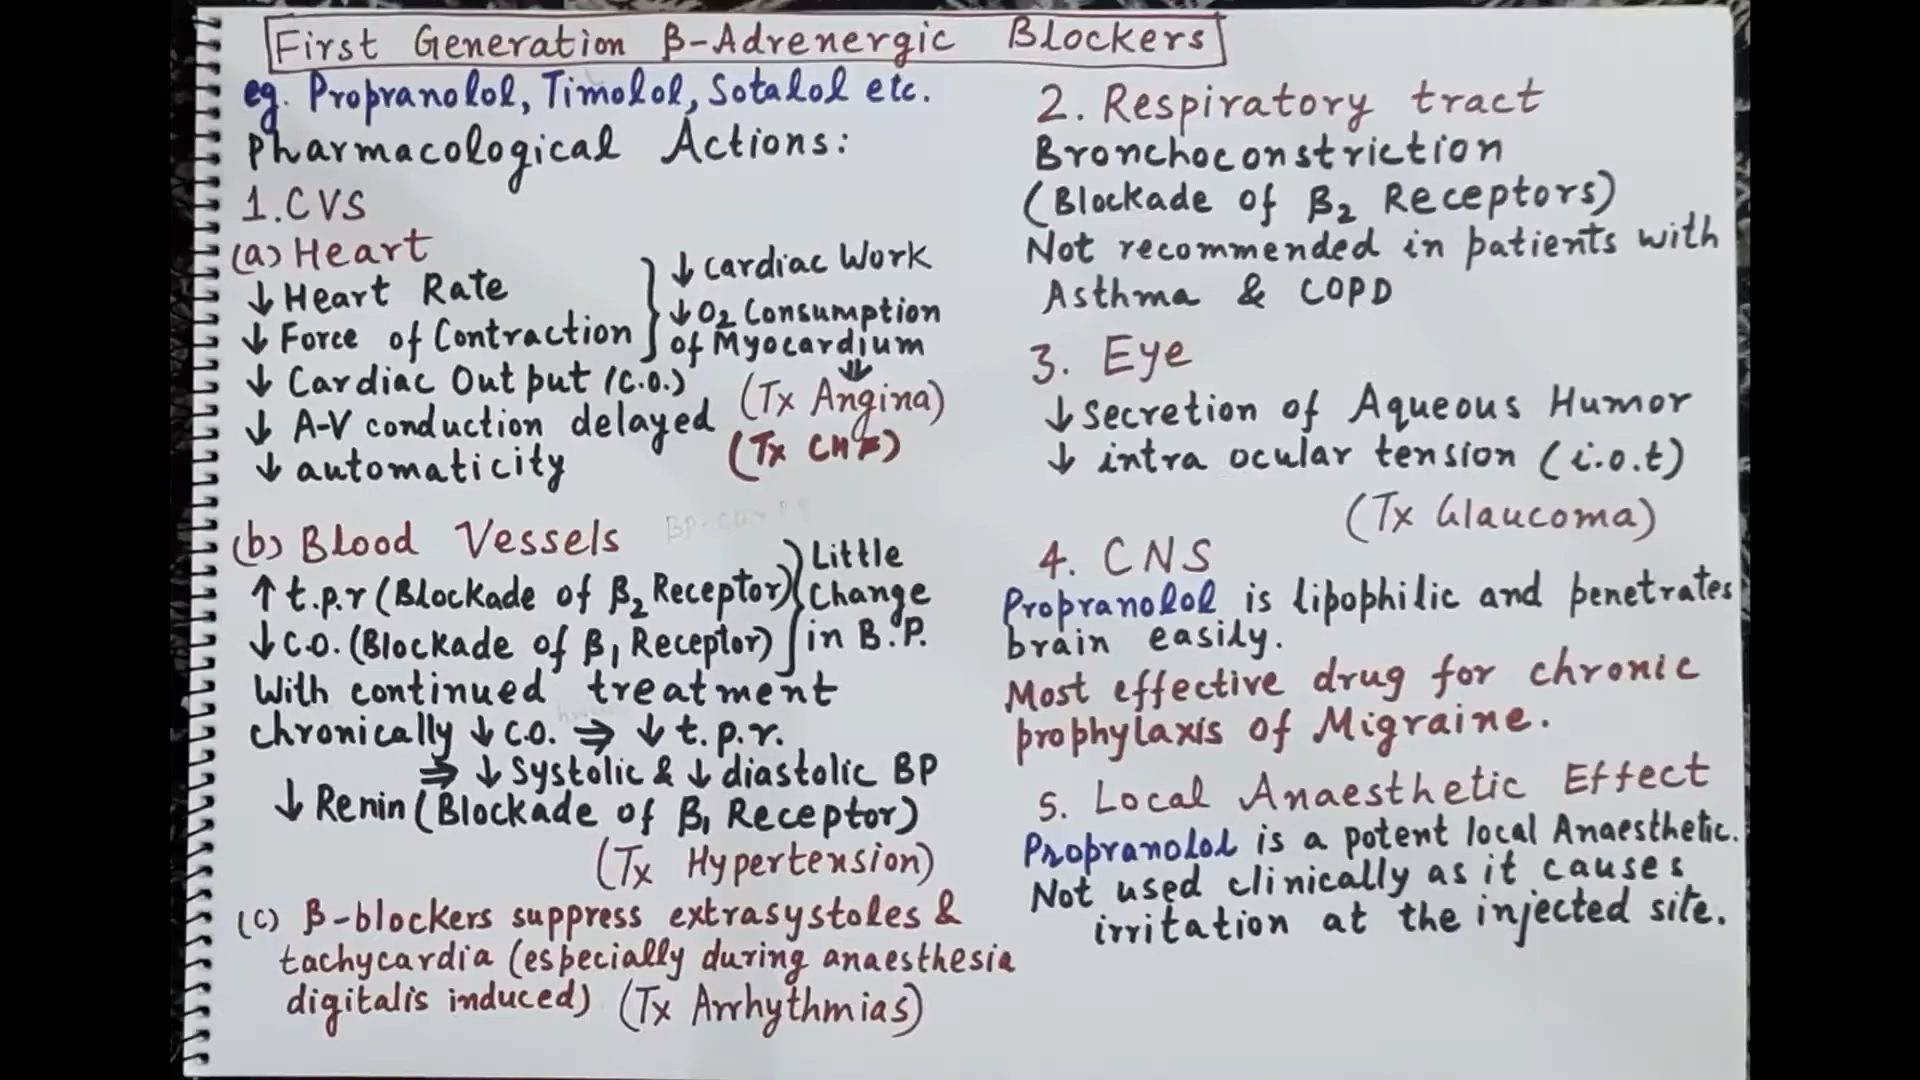 First Generation β-Adrenergic Blockers
eg. Propranolol, Timolol, Sotalol etc.
Pharmacological Actions:
1. CVS
(a) Heart
↓ Heart Rate
↓ Force of Contraction
↓ Cardiac Work
↓ O2 Consumption
of Myocardium
↓ Cardiac Output (C.O.)
(Tx Angina)
↓ A-V conduction delayed
(Tx CHF)
↓ automaticity
(b) Blood Vessels
↑ t.p.r (Blockade of β2 Receptor)
↓ C.O. (Blockade of β1 Receptor)
Little
Change
in B.P.
With continued treatment
chronically ↓ C.O. ⇒ ↓ t.p.r.
⇒ ↓ Systolic & ↓ diastolic BP
↓ Renin (Blockade of β1 Receptor)
(Tx Hypertension)
(C) β-blockers suppress extrasystoles &
tachycardia (especially during anaesthesia
digitalis induced) (Tx Arrhythmias)
2. Respiratory tract
Bronchoconstriction
(Blockade of β2 Receptors)
Not recommended in patients with
Asthma & COPD
3. Eye
↓ Secretion of Aqueous Humor
↓ intra ocular tension (i.o.t)
(Tx Glaucoma)
4. CNS
Propranolol is lipophilic and penetrates
brain easily.
Most effective drug for chronic
prophylaxis of Migraine.
5. Local Anaesthetic Effect
Propranolol is a potent local Anaesthetic.
Not used clinically as it causes
irritation at the injected site.